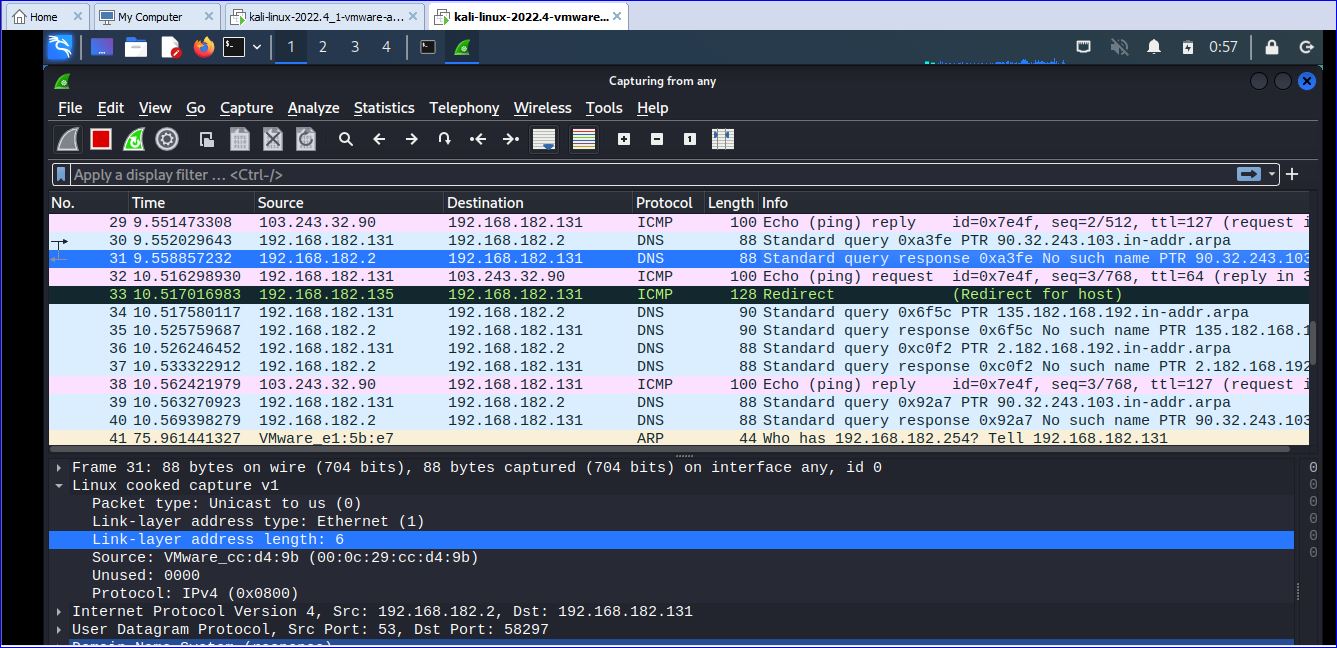 Home My Computer kali-linux-2022.4_1-vmware-a... kali-linux-2022.4-vmware...
1 2 3 4 0:57
Capturing from any
File Edit View Go Capture Analyze Statistics Telephony Wireless Tools Help
Apply a display filter ... <Ctrl-/>
No. Time Source Destination Protocol Length Info
29 9.551473308 103.243.32.90 192.168.182.131 ICMP 100 Echo (ping) reply id=0x7e4f, seq=2/512, ttl=127 (request i
30 9.552029643 192.168.182.131 192.168.182.2 DNS 88 Standard query 0xa3fe PTR 90.32.243.103.in-addr.arpa
31 9.558857232 192.168.182.2 192.168.182.131 DNS 88 Standard query response 0xa3fe No such name PTR 90.32.243.103
32 10.516298930 192.168.182.131 103.243.32.90 ICMP 100 Echo (ping) request id=0x7e4f, seq=3/768, ttl=64 (reply in 3
33 10.517016983 192.168.182.135 192.168.182.131 ICMP 128 Redirect (Redirect for host)
34 10.517580117 192.168.182.131 192.168.182.2 DNS 90 Standard query 0x6f5c PTR 135.182.168.192.in-addr.arpa
35 10.525759687 192.168.182.2 192.168.182.131 DNS 90 Standard query response 0x6f5c No such name PTR 135.182.168.1
36 10.526246452 192.168.182.131 192.168.182.2 DNS 88 Standard query 0xc0f2 PTR 2.182.168.192.in-addr.arpa
37 10.533322912 192.168.182.2 192.168.182.131 DNS 88 Standard query response 0xc0f2 No such name PTR 2.182.168.192
38 10.562421979 103.243.32.90 192.168.182.131 ICMP 100 Echo (ping) reply id=0x7e4f, seq=3/768, ttl=127 (request i
39 10.563270923 192.168.182.131 192.168.182.2 DNS 88 Standard query 0x92a7 PTR 90.32.243.103.in-addr.arpa
40 10.569398279 192.168.182.2 192.168.182.131 DNS 88 Standard query response 0x92a7 No such name PTR 90.32.243.103
41 75.961441327 VMware_e1:5b:e7 ARP 44 Who has 192.168.182.254? Tell 192.168.182.131
Frame 31: 88 bytes on wire (704 bits), 88 bytes captured (704 bits) on interface any, id 0
Linux cooked capture v1
Packet type: Unicast to us (0)
Link-layer address type: Ethernet (1)
Link-layer address length: 6
Source: VMware_cc:d4:9b (00:0c:29:cc:d4:9b)
Unused: 0000
Protocol: IPv4 (0x0800)
Internet Protocol Version 4, Src: 192.168.182.2, Dst: 192.168.182.131
User Datagram Protocol, Src Port: 53, Dst Port: 58297
Domain Name System (response)
0
0
0
0
0
0